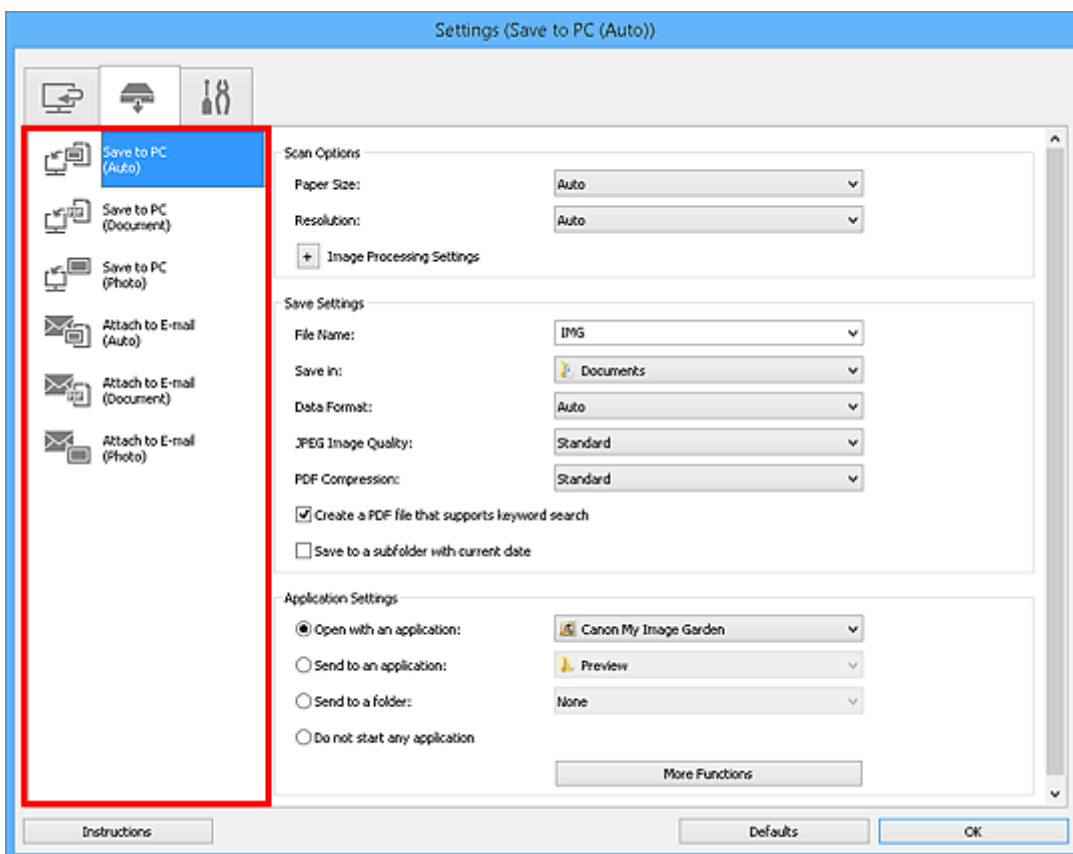 Settings (Save to PC (Auto))
Save to PC
(Auto)
Save to PC
(Document)
Save to PC
(Photo)
Attach to E-mail
(Auto)
Attach to E-mail
(Document)
Attach to E-mail
(Photo)
Scan Options
Paper Size: Auto
Resolution: Auto
+ Image Processing Settings
Save Settings
File Name: IMG
Save in: Documents
Data Format: Auto
JPEG Image Quality: Standard
PDF Compression: Standard
Create a PDF file that supports keyword search
Save to a subfolder with current date
Application Settings
Open with an application: Canon My Image Garden
Send to an application: Preview
Send to a folder: None
Do not start any application
More Functions
Instructions Defaults OK